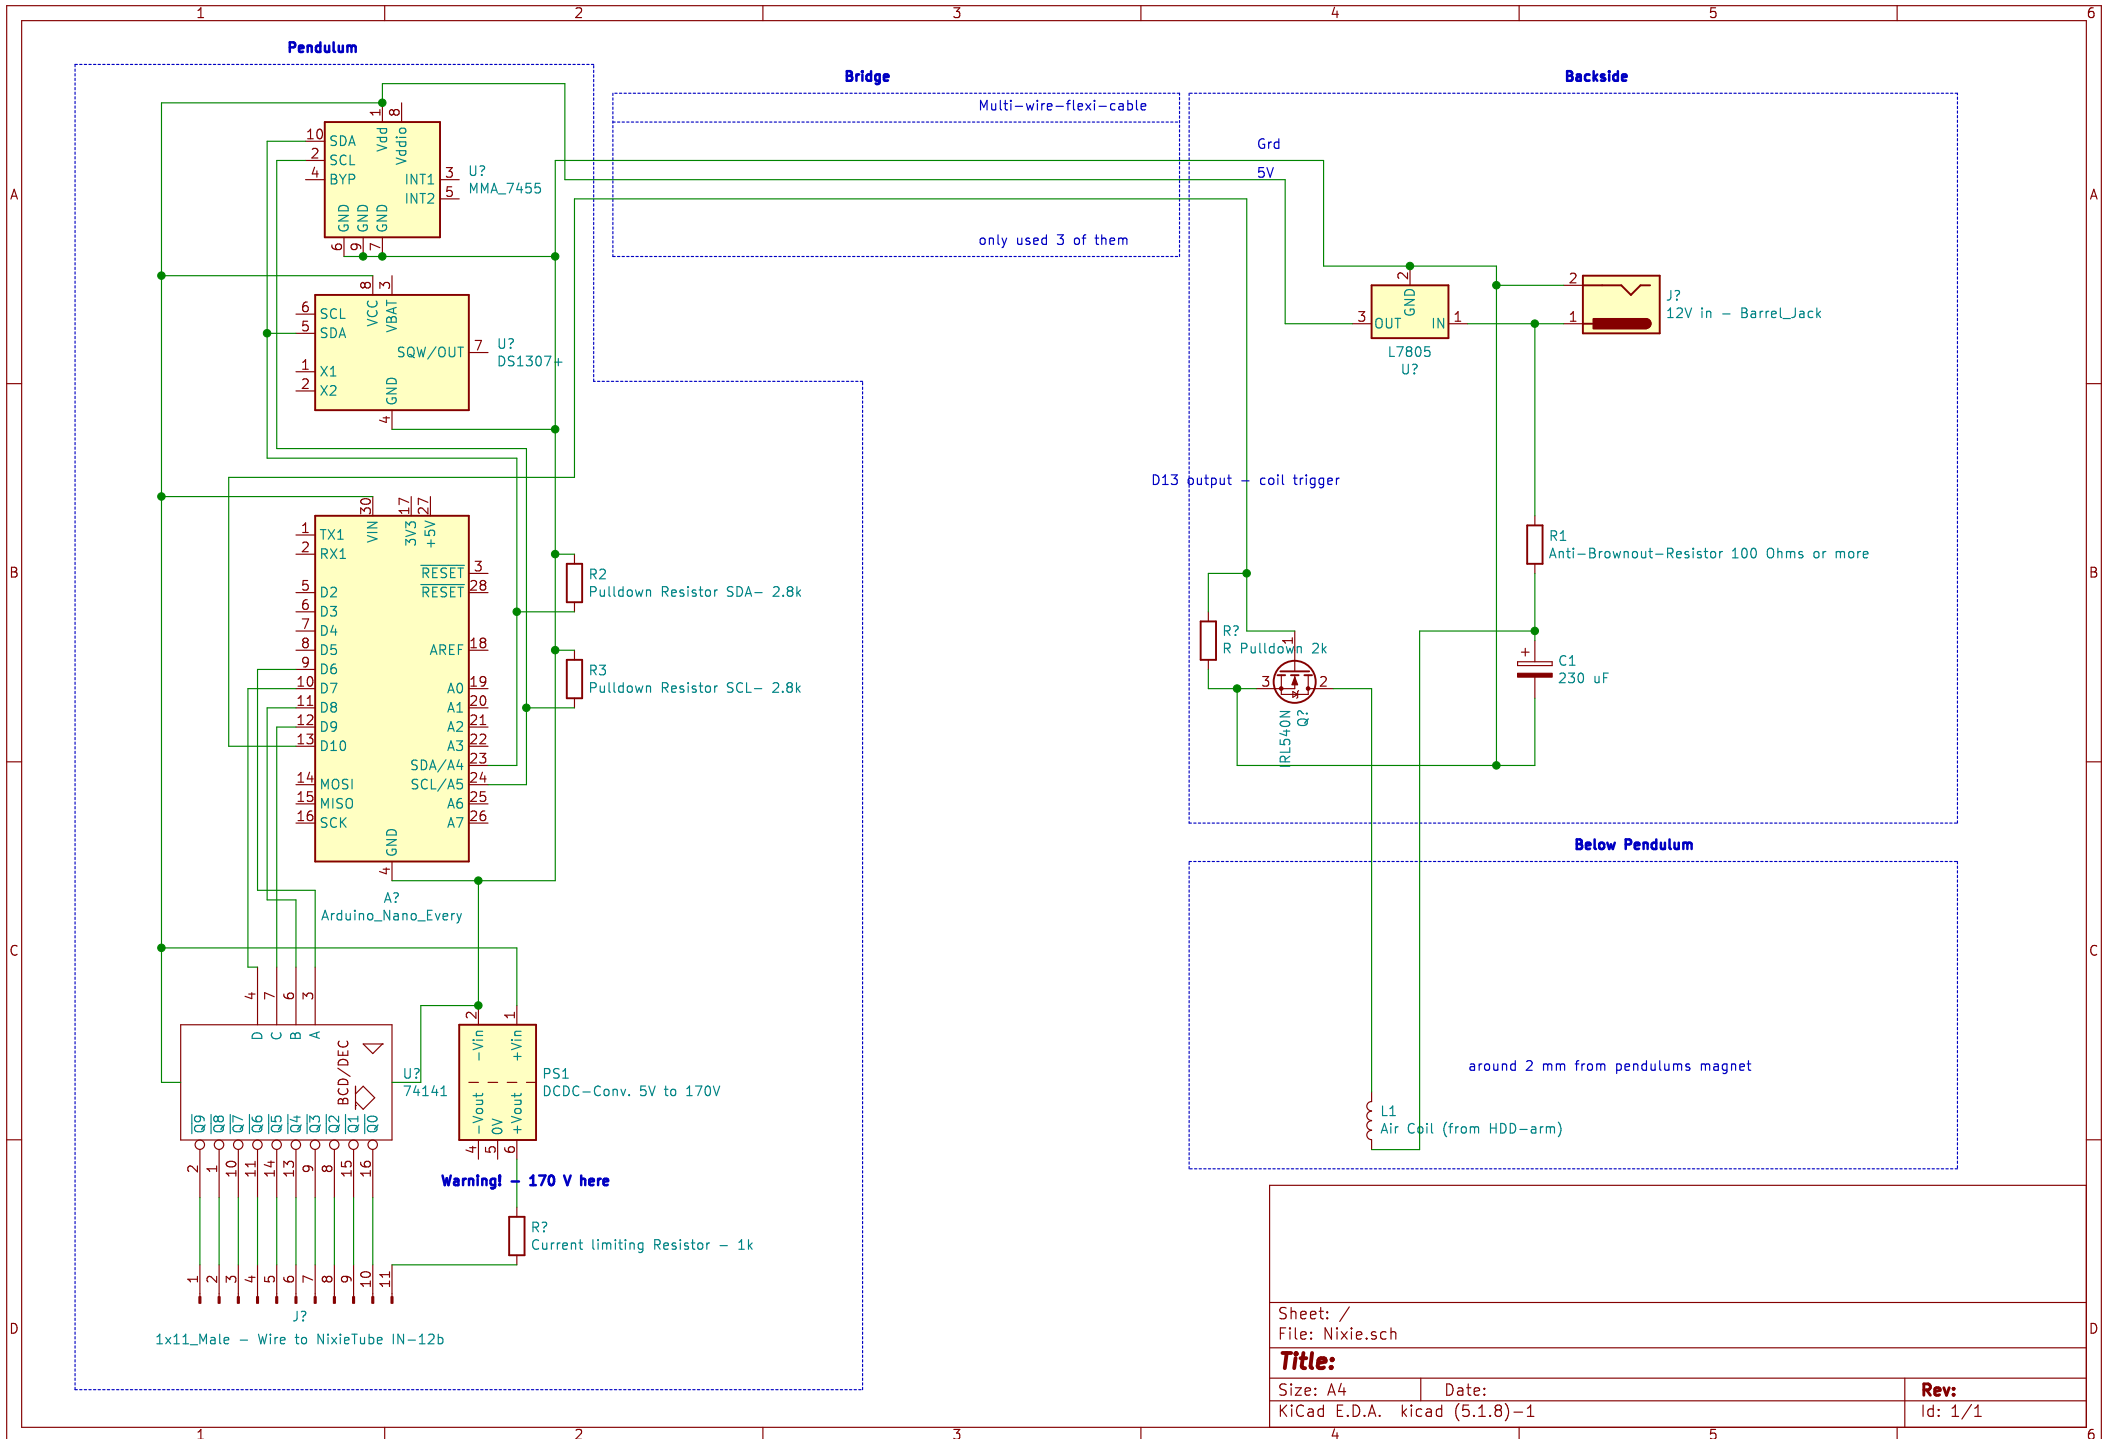 1 2 3 4 5 6
Pendulum
Bridge
Backside
Multi-wire-flexi-cable
Grd
5V
only used 3 of them
A
A
1 8
Vdd Vddio
10 SDA
2 SCL
4 BYP
INT1 3
INT2 5
GND GND GND
6 9 7
U?
MMA_7455
8 3
VCC VBAT
6 SCL
5 SDA
SQW/OUT 7
1 X1
2 X2
GND
4
U?
DS1307+
2
GND
3 OUT
IN 1
L7805
U?
2
1
J?
12V in - Barrel_Jack
D13 output - coil trigger
B
B
30 17 27
VIN 3V3 +5V
1 TX1
2 RX1
RESET 3
RESET 28
5 D2
6 D3
7 D4
8 D5
9 D6
10 D7
11 D8
12 D9
13 D10
AREF 18
A0 19
A1 20
A2 21
A3 22
SDA/A4 23
SCL/A5 24
A6 25
A7 26
14 MOSI
15 MISO
16 SCK
GND
4
A?
Arduino_Nano_Every
R2
Pulldown Resistor SDA- 2.8k
R3
Pulldown Resistor SCL- 2.8k
R1
Anti-Brownout-Resistor 100 Ohms or more
R?
R Pulldown 2k
1
3 2
IRL540N
Q?
+
C1
230 uF
Below Pendulum
C
C
around 2 mm from pendulums magnet
L1
Air Coil (from HDD-arm)
4 7 6 3
D C B A
BCD/DEC
U?
74141
Q9 Q8 Q7 Q6 Q5 Q4 Q3 Q2 Q1 Q0
2 1 10 11 14 13 9 8 15 16
2 1
-Vin +Vin
PS1
DCDC-Conv. 5V to 170V
-Vout 0V +Vout
4 5 6
Warning! - 170 V here
R?
Current limiting Resistor - 1k
1 2 3 4 5 6 7 8 9 10 11
J?
1x11_Male - Wire to NixieTube IN-12b
D
D
Sheet: /
File: Nixie.sch
Title:
Size: A4 Date: Rev:
KiCad E.D.A. kicad (5.1.8)-1 Id: 1/1
1 2 3 4 5 6